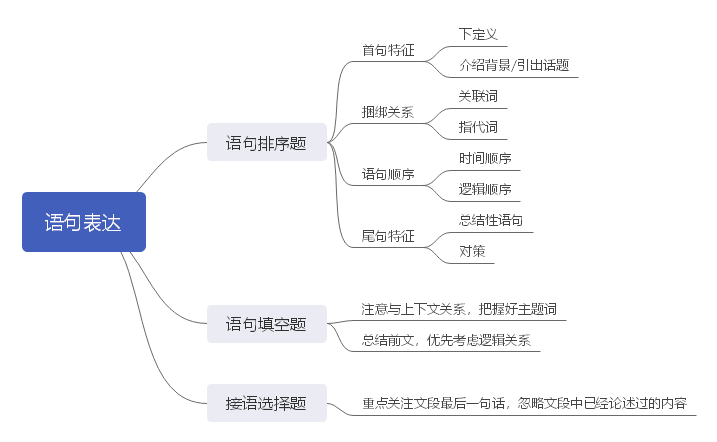 语句表达
语句排序题
首句特征
下定义
介绍背景/引出话题
捆绑关系
关联词
指代词
语句顺序
时间顺序
逻辑顺序
尾句特征
总结性语句
对策
语句填空题
注意与上下文关系，把握好主题词
总结前文，优先考虑逻辑关系
接语选择题
重点关注文段最后一句话，忽略文段中已经论述过的内容